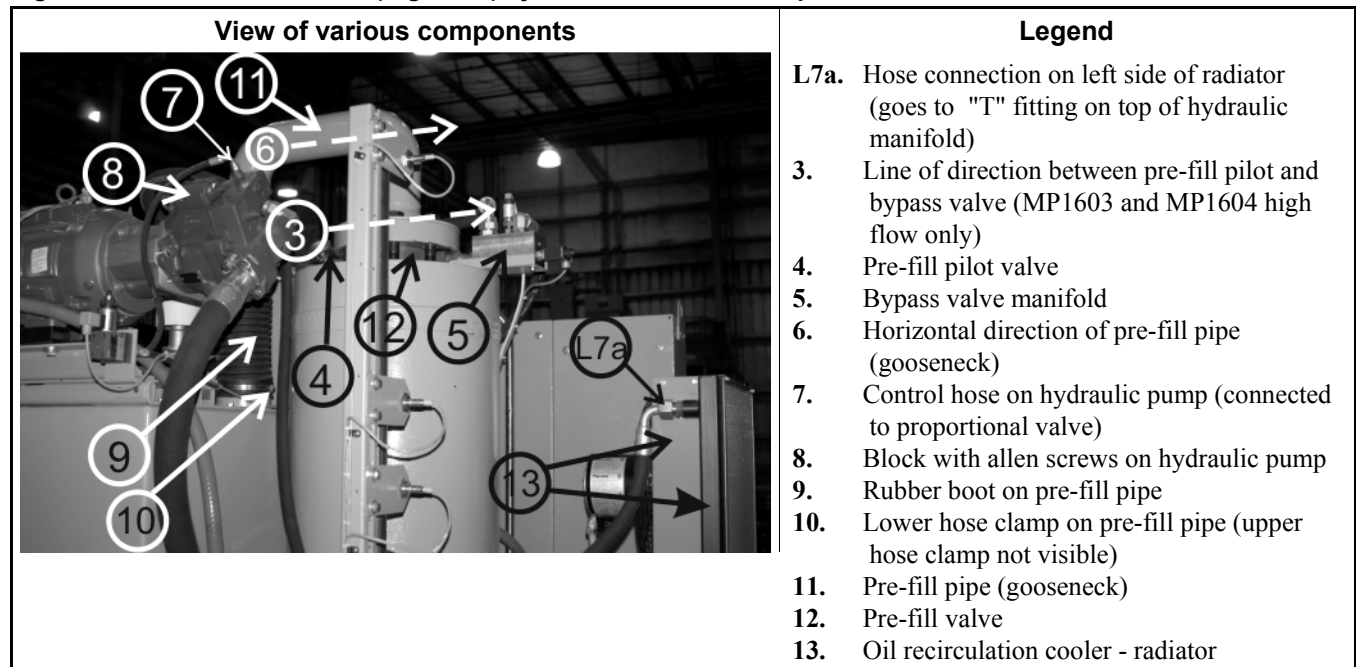 View of various components
11
7
6
8
3
12
5
L7a
4
9
13
10
Legend
L7a. Hose connection on left side of radiator
(goes to "T" fitting on top of hydraulic
manifold)
3. Line of direction between pre-fill pilot and
bypass valve (MP1603 and MP1604 high
flow only)
4. Pre-fill pilot valve
5. Bypass valve manifold
6. Horizontal direction of pre-fill pipe
(gooseneck)
7. Control hose on hydraulic pump (connected
to proportional valve)
8. Block with allen screws on hydraulic pump
9. Rubber boot on pre-fill pipe
10. Lower hose clamp on pre-fill pipe (upper
hose clamp not visible)
11. Pre-fill pipe (gooseneck)
12. Pre-fill valve
13. Oil recirculation cooler - radiator